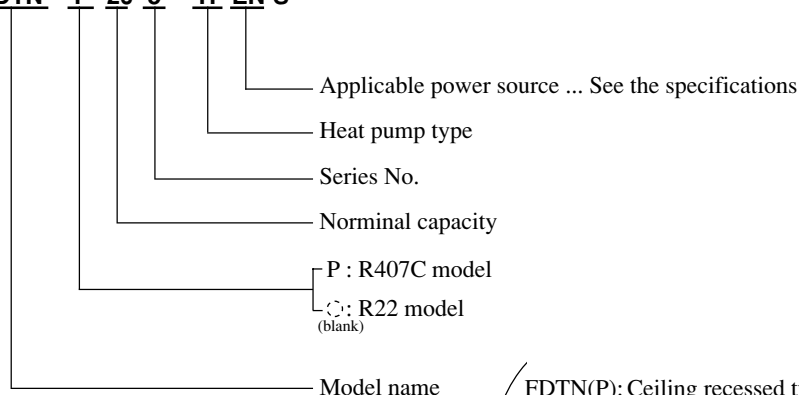 Applicable power source ... See the specifications
Heat pump type
Series No.
Norminal capacity
P : R407C model
: R22 model
(blank)
Model name
FDTN(P): Ceiling recessed